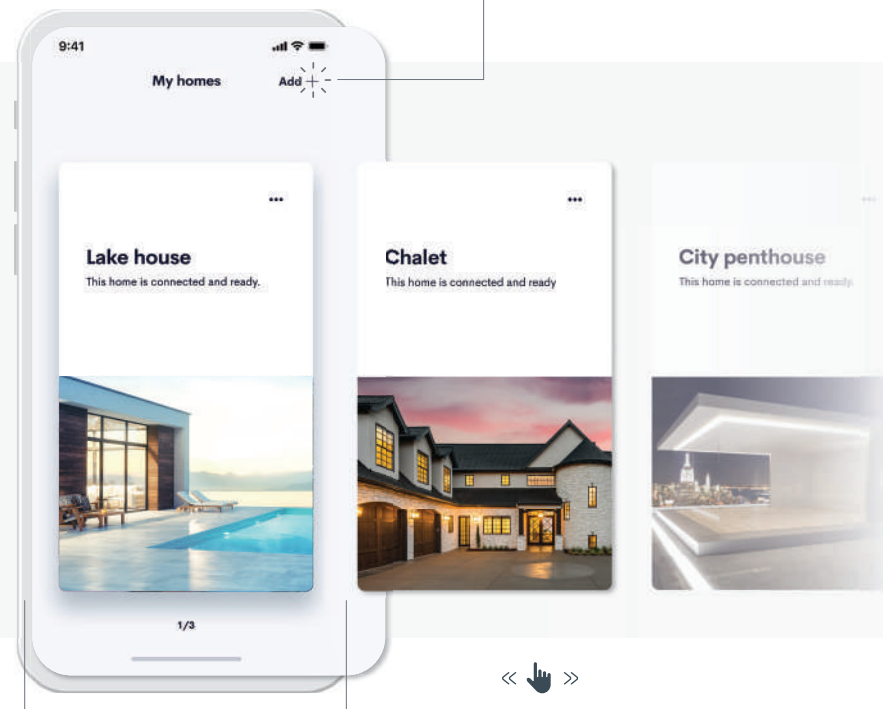 9:41
My homes
Add +
•••
Lake house
This home is connected and ready.
•••
Chalet
This home is connected and ready
•••
City penthouse
This home is connected and ready.
1/3
« »